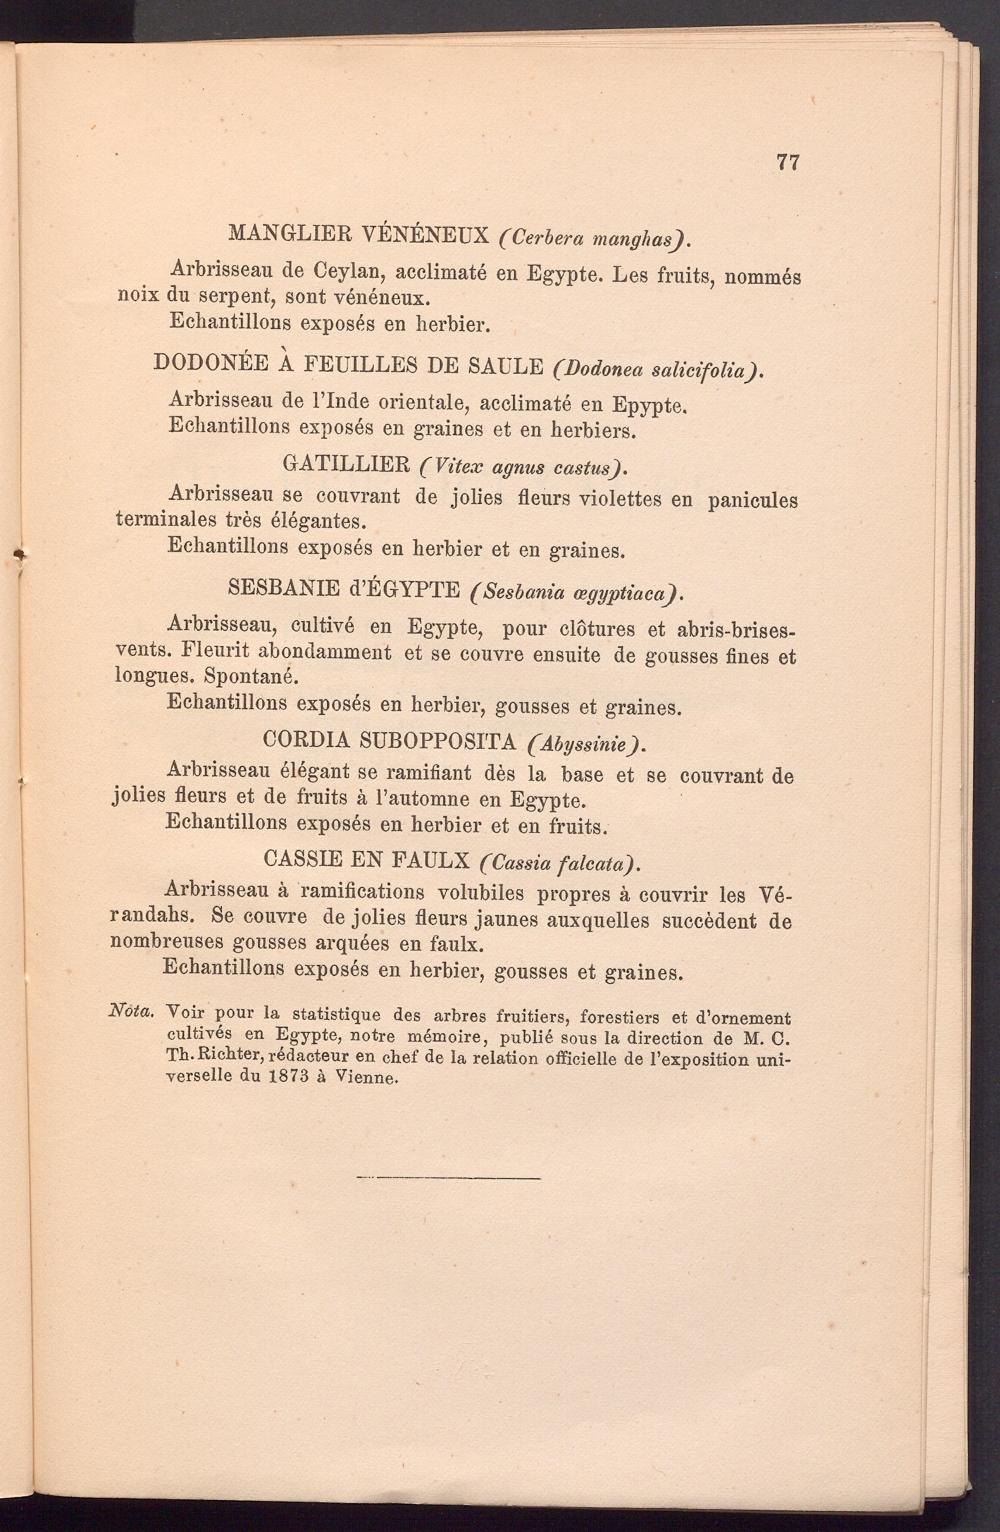 77
MANGLIER VÉNÉNEUX (Cerbera manghas).
Arbrisseau de Ceylan, acclimaté en Egypte. Les fruits, nommés
noix du serpent, sont vénéneux.
Echantillons exposés en herbier.
DODONÉE À FEUILLES DE SAULE (Dodonea salicifolia).
Arbrisseau de l'Inde orientale, acclimaté en Epypte.
Echantillons exposés en graines et en herbiers.
GATILLIER (Vitex agnus castus).
Arbrisseau se couvrant de jolies fleurs violettes en panicules
terminales très élégantes.
Echantillons exposés en herbier et en graines.
SESBANIE d'ÉGYPTE (Sesbania ægyptiaca).
Arbrisseau, cultivé en Egypte, pour clôtures et abris-brises-
vents. Fleurit abondamment et se couvre ensuite de gousses fines et
longues. Spontané.
Echantillons exposés en herbier, gousses et graines.
CORDIA SUBOPPOSITA (Abyssinie).
Arbrisseau élégant se ramifiant dès la base et se couvrant de
jolies fleurs et de fruits à l'automne en Egypte.
Echantillons exposés en herbier et en fruits.
CASSIE EN FAULX (Cassia falcata).
Arbrisseau à ramifications volubiles propres à couvrir les Vé-
randahs. Se couvre de jolies fleurs jaunes auxquelles succèdent de
nombreuses gousses arquées en faulx.
Echantillons exposés en herbier, gousses et graines.
Nota. Voir pour la statistique des arbres fruitiers, forestiers et d'ornement
cultivés en Egypte, notre mémoire, publié sous la direction de M. C.
Th. Richter, rédacteur en chef de la relation officielle de l'exposition uni-
verselle du 1873 à Vienne.